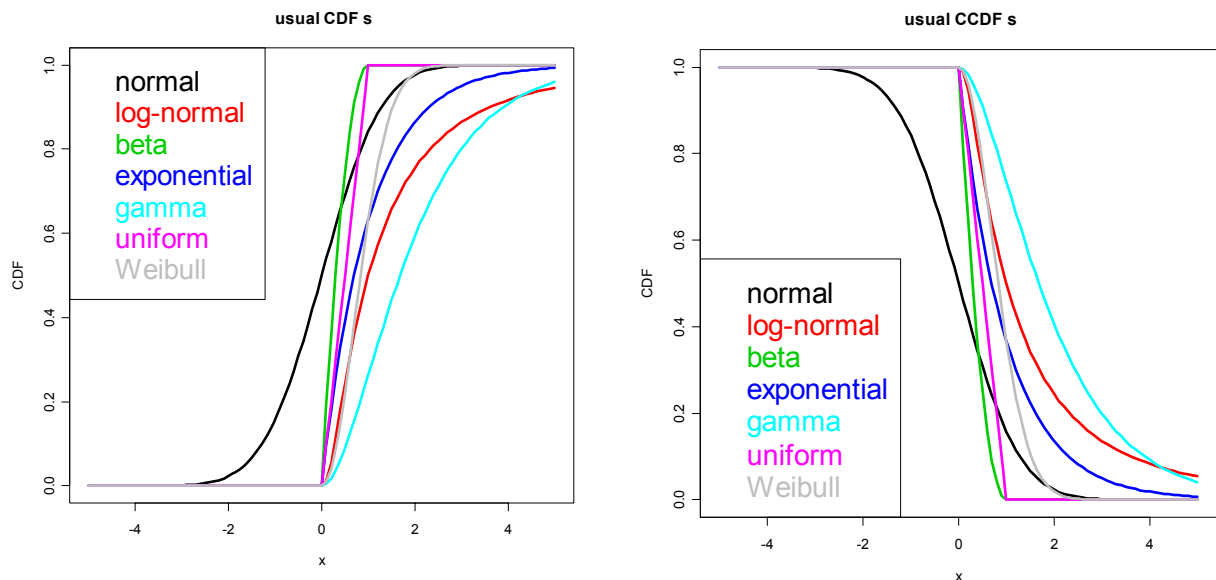 usual CDF s
normal
log-normal
beta
exponential
gamma
uniform
Weibull
CDF
0.0
0.2
0.4
0.6
0.8
1.0
-4
-2
0
2
4
x
usual CCDF s
normal
log-normal
beta
exponential
gamma
uniform
Weibull
CDF
0.0
0.2
0.4
0.6
0.8
1.0
-4
-2
0
2
4
x